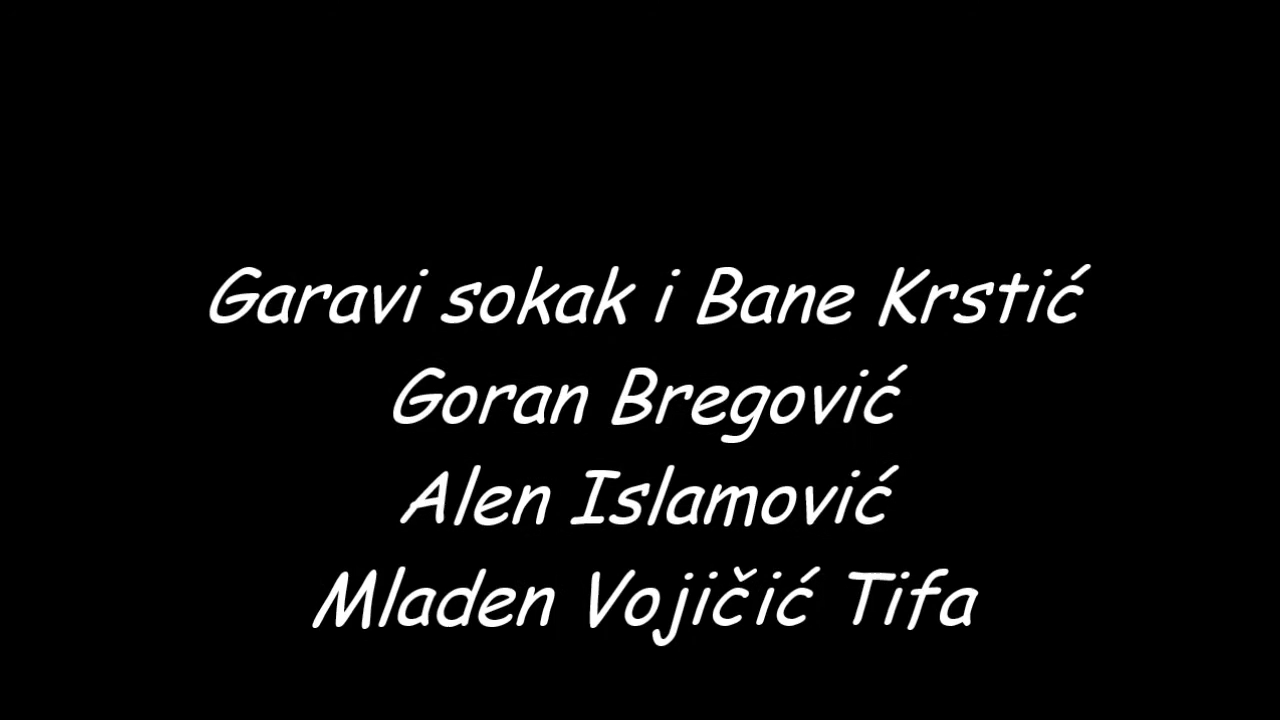 Garavi sokak i Bane Krstić
Goran Bregović
Alen Islamović
Mladen Vojičić Tifa